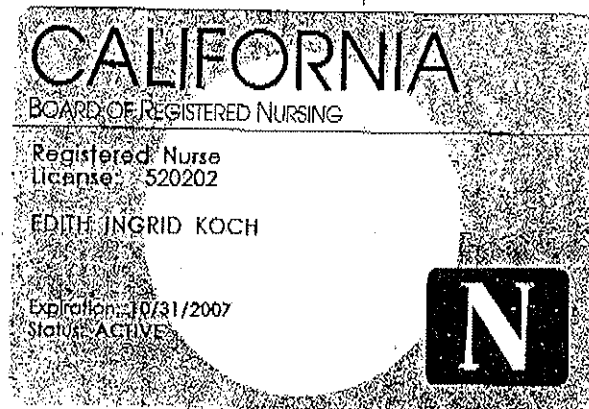 CALIFORNIA
BOARD OF REGISTERED NURSING
Registered Nurse
License: 520202
EDITH INGRID KOCH
Expiration: 10/31/2007
Status: ACTIVE
N